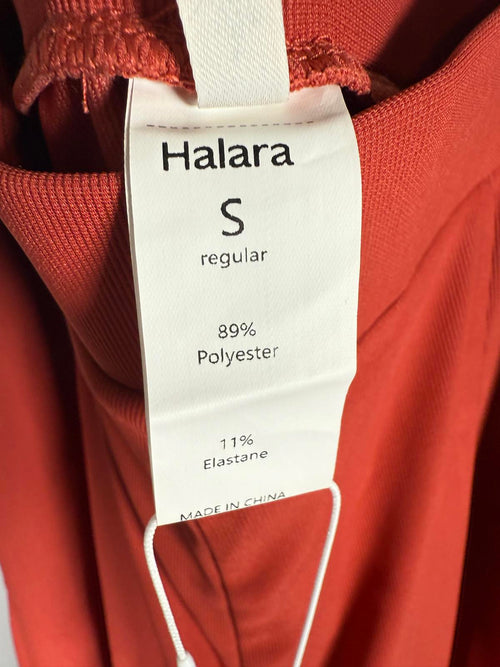 Halara
S
regular
89%
Polyester
11%
Elastane
MADE IN CHINA